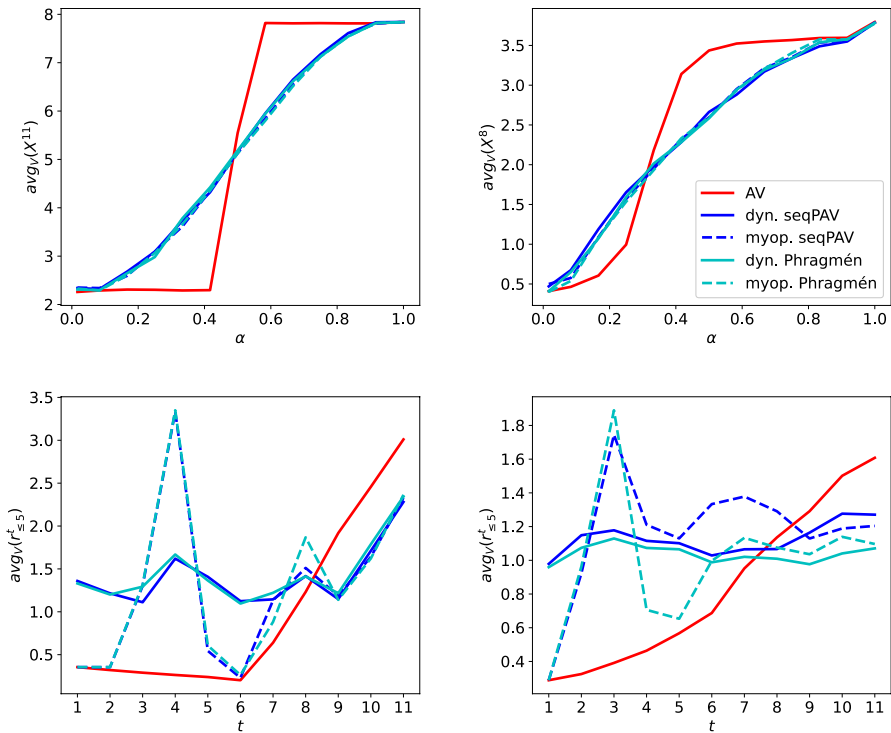 8
7
6
5
4
3
2
avg_V(X^11)
0.0 0.2 0.4 0.6 0.8 1.0
α
3.5
3.0
2.5
2.0
1.5
1.0
0.5
avg_V(X^8)
0.0 0.2 0.4 0.6 0.8 1.0
α
AV
dyn. seqPAV
myop. seqPAV
dyn. Phragmén
myop. Phragmén
3.5
3.0
2.5
2.0
1.5
1.0
0.5
avg_V(r^t_≤5)
1 2 3 4 5 6 7 8 9 10 11
t
1.8
1.6
1.4
1.2
1.0
0.8
0.6
0.4
avg_V(r^t_≤5)
1 2 3 4 5 6 7 8 9 10 11
t